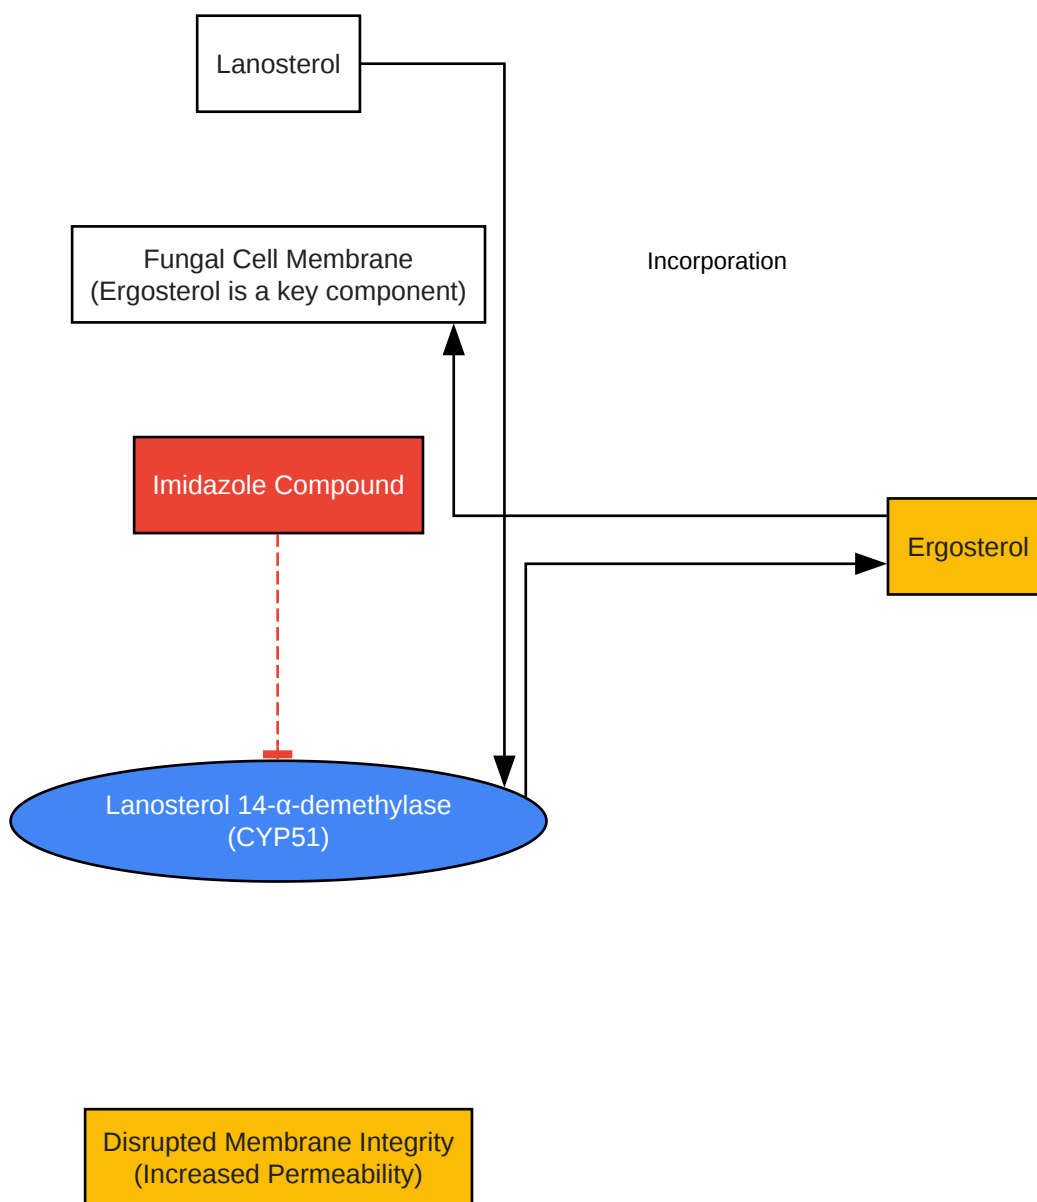 Lanosterol
Fungal Cell Membrane
(Ergosterol is a key component)
Incorporation
Imidazole Compound
Ergosterol
Lanosterol 14-α-demethylase
(CYP51)
Disrupted Membrane Integrity
(Increased Permeability)